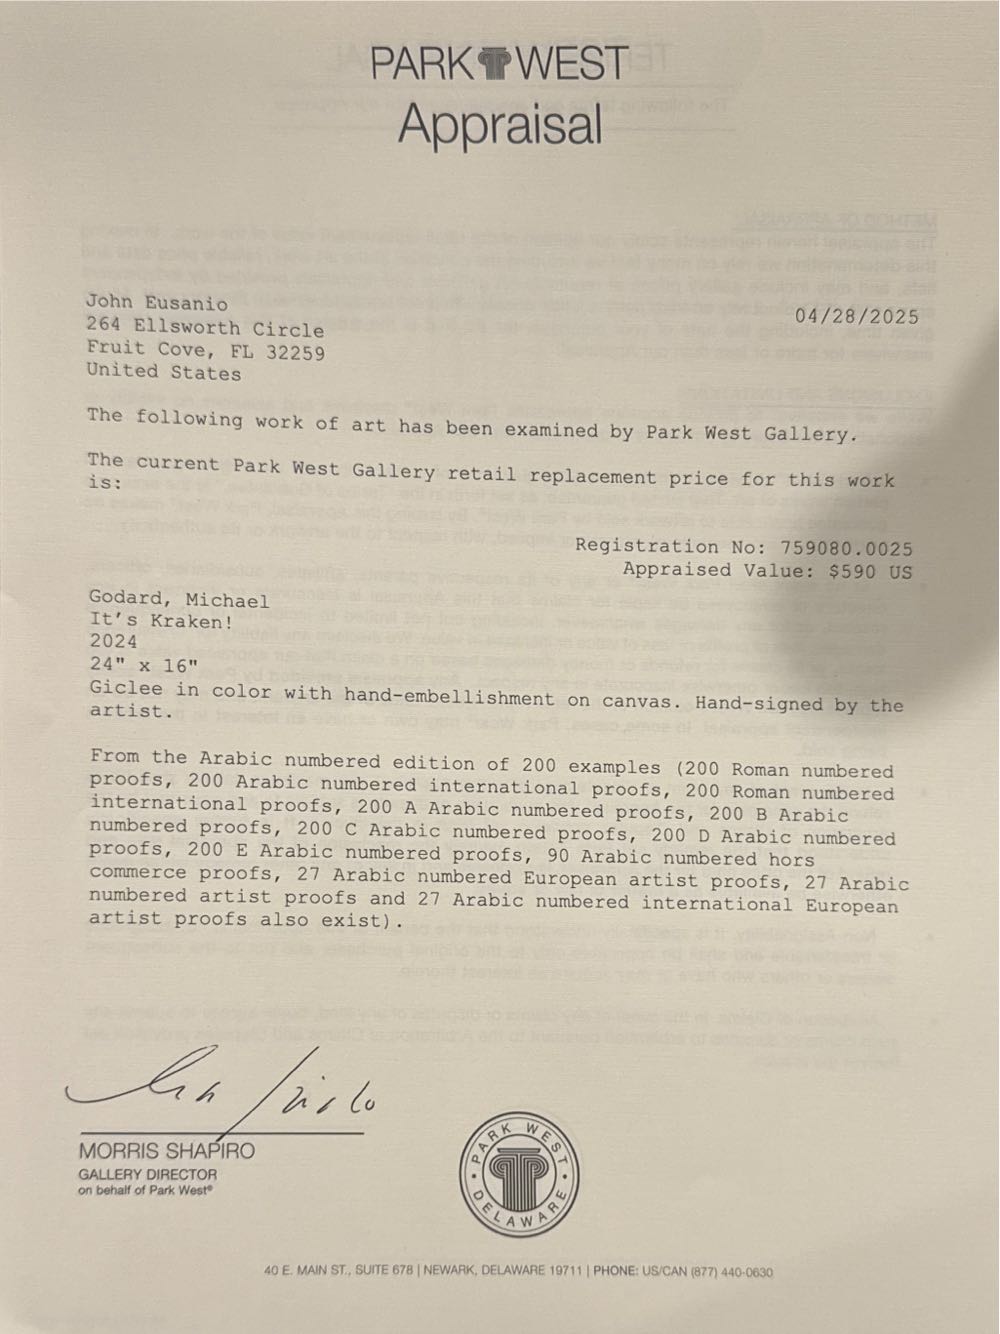 PARK WEST
Appraisal
John Eusanio
264 Ellsworth Circle
Fruit Cove, FL 32259
United States
04/28/2025
The following work of art has been examined by Park West Gallery.
The current Park West Gallery retail replacement price for this work
is:
Registration No: 759080.0025
Appraised Value: $590 US
Godard, Michael
It's Kraken!
2024
24" x 16"
Giclee in color with hand-embellishment on canvas. Hand-signed by the
artist.
From the Arabic numbered edition of 200 examples (200 Roman numbered
proofs, 200 Arabic numbered international proofs, 200 Roman numbered
international proofs, 200 A Arabic numbered proofs, 200 B Arabic
numbered proofs, 200 C Arabic numbered proofs, 200 D Arabic numbered
proofs, 200 E Arabic numbered proofs, 90 Arabic numbered hors
commerce proofs, 27 Arabic numbered European artist proofs, 27 Arabic
numbered artist proofs and 27 Arabic numbered international European
artist proofs also exist).
MORRIS SHAPIRO
GALLERY DIRECTOR
on behalf of Park West®
PARK WEST
DELAWARE
40 E. MAIN ST., SUITE 678 | NEWARK, DELAWARE 19711 | PHONE: US/CAN (877) 440-0630